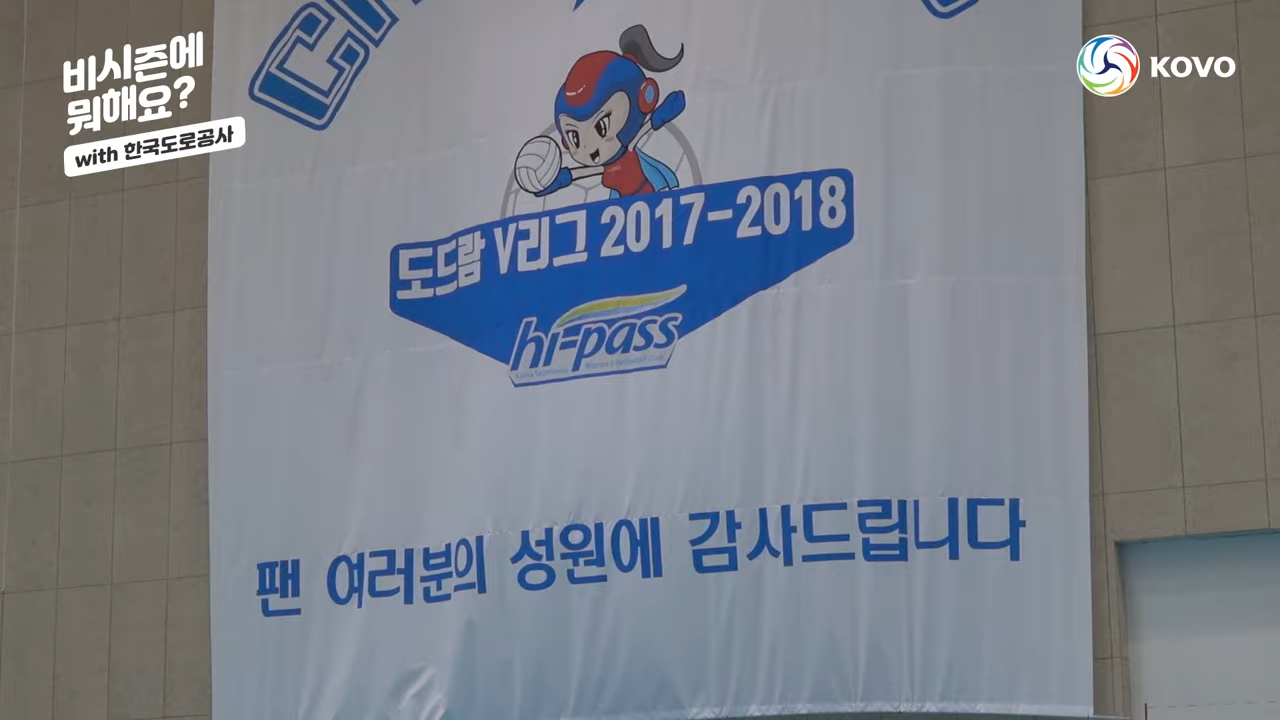 비시즌에
뭐해요?
with 한국도로공사
KOVO
도드람 V리그 2017-2018
hi-pass
팬 여러분의 성원에 감사드립니다